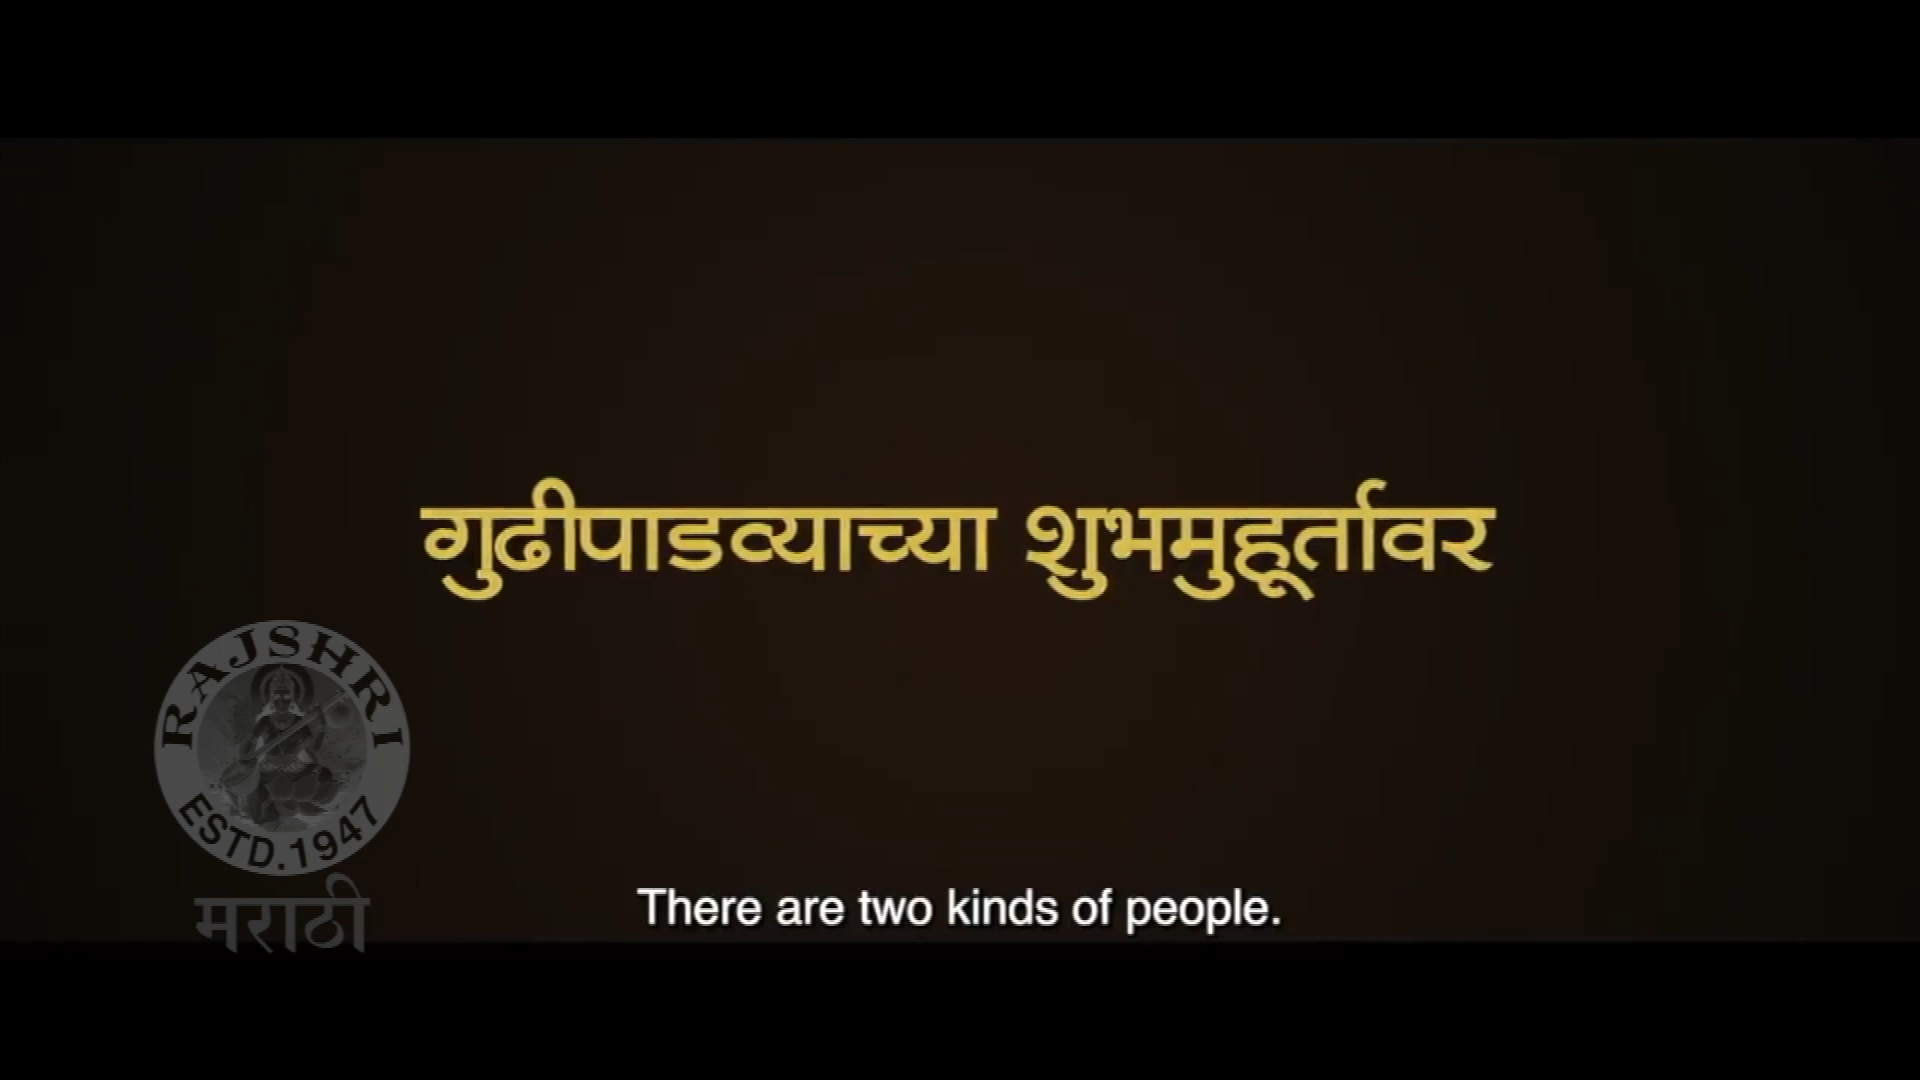 गुढीपाडव्याच्या शुभमुहूर्तावर
RAJSHRI
ESTD.1947
मराठी
There are two kinds of people.